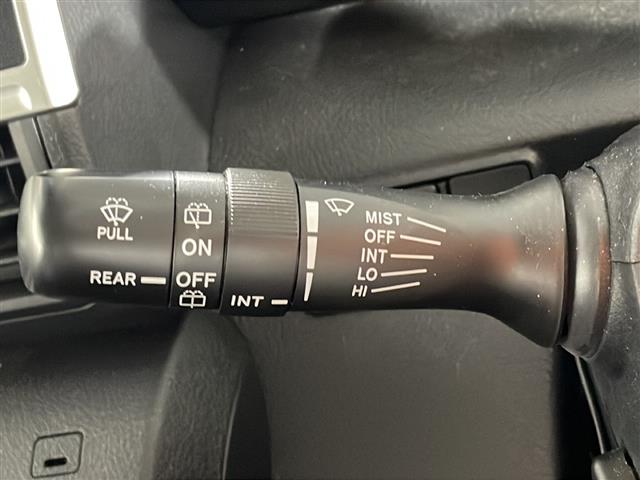 PULL
REAR
ON
OFF
INT
MIST
OFF
INT
LO
HI